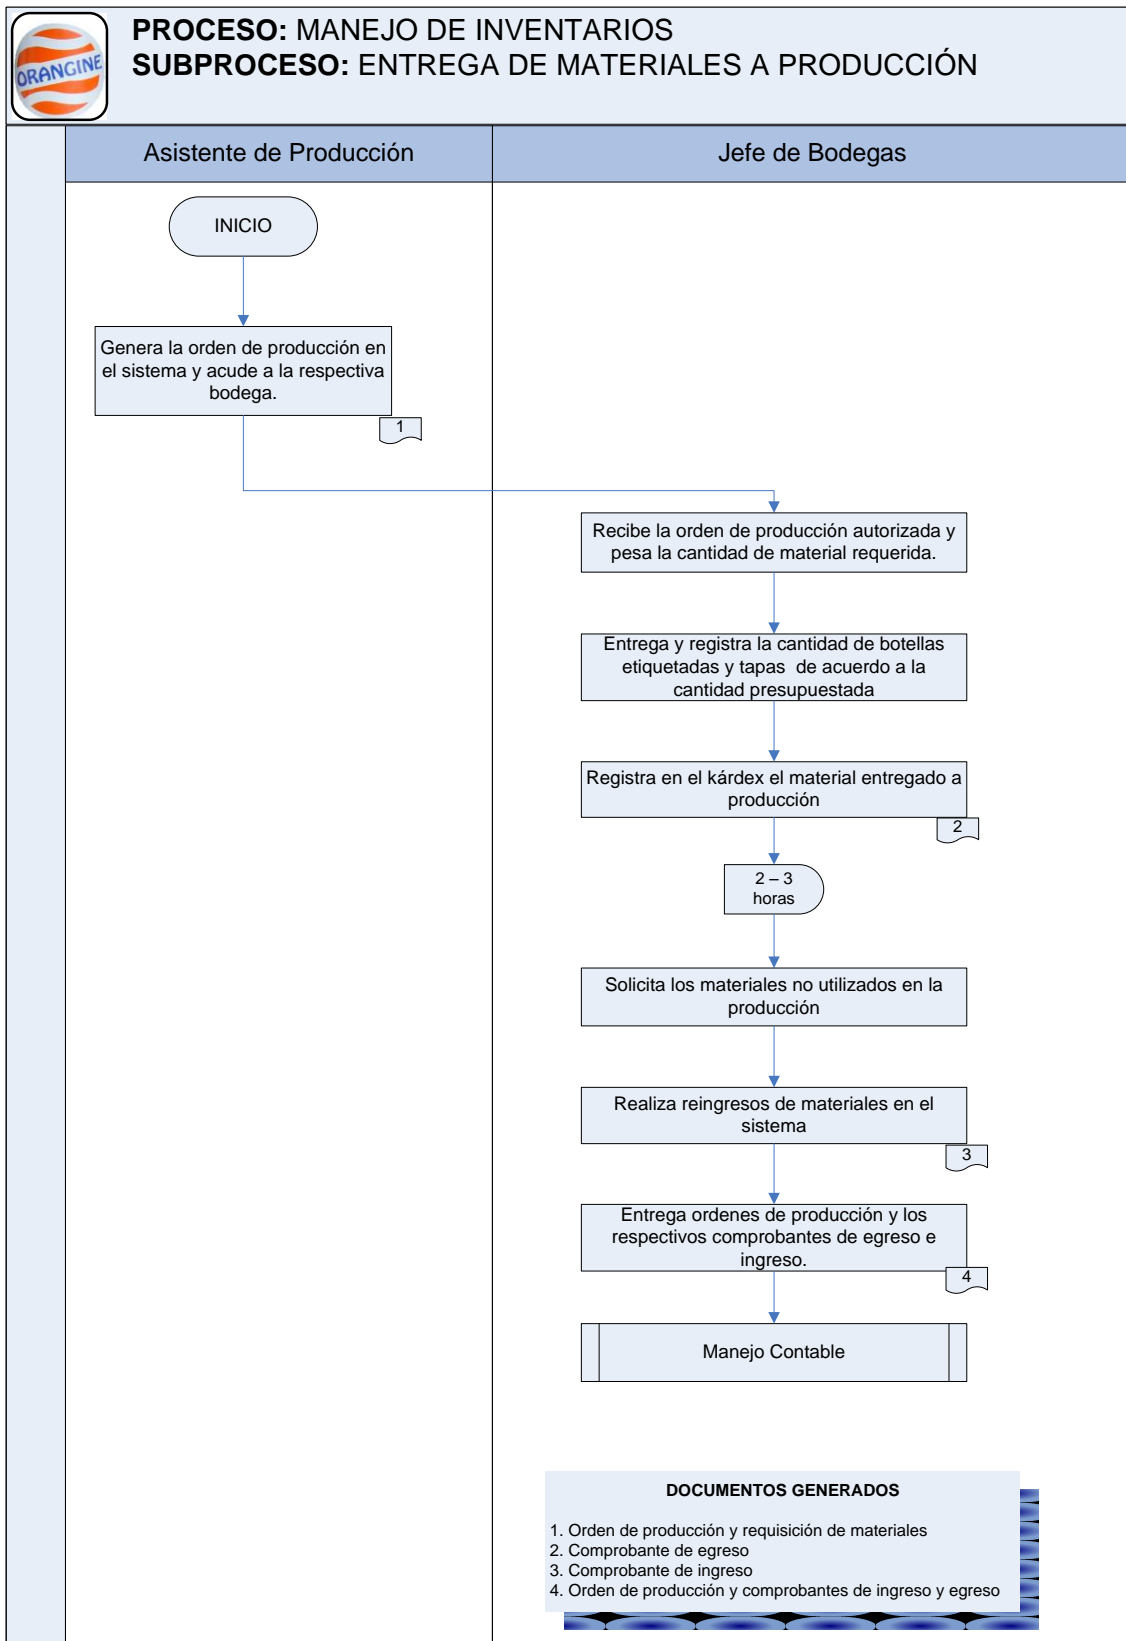 ORANGINE
PROCESO: MANEJO DE INVENTARIOS
SUBPROCESO: ENTREGA DE MATERIALES A PRODUCCIÓN
Asistente de Producción
Jefe de Bodegas
INICIO
Genera la orden de producción en
el sistema y acude a la respectiva
bodega.
1
Recibe la orden de producción autorizada y
pesa la cantidad de material requerida.
Entrega y registra la cantidad de botellas
etiquetadas y tapas de acuerdo a la
cantidad presupuestada
Registra en el kárdex el material entregado a
producción
2
2 – 3
horas
Solicita los materiales no utilizados en la
producción
Realiza reingresos de materiales en el
sistema
3
Entrega ordenes de producción y los
respectivos comprobantes de egreso e
ingreso.
4
Manejo Contable
DOCUMENTOS GENERADOS
1. Orden de producción y requisición de materiales
2. Comprobante de egreso
3. Comprobante de ingreso
4. Orden de producción y comprobantes de ingreso y egreso